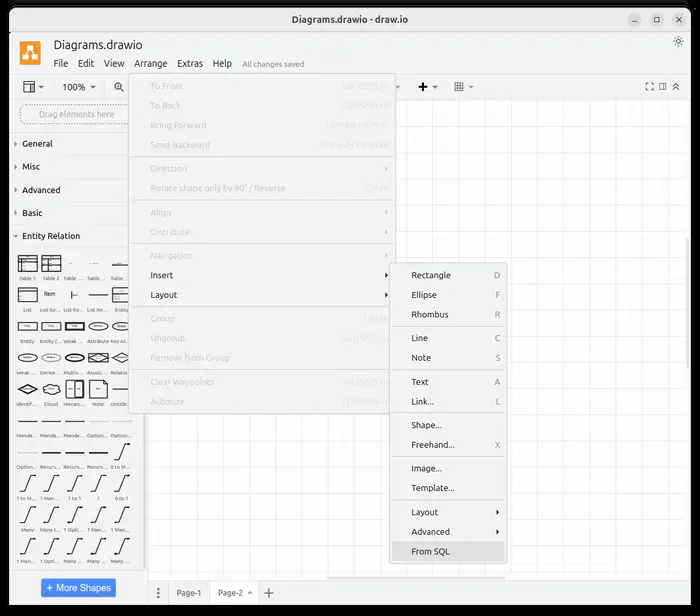 Diagrams.drawio - draw.io
Diagrams.drawio
File Edit View Arrange Extras Help All changes saved
100%
Drag elements here
General
Misc
Advanced
Basic
Entity Relation
Table 1 Table 2 Table ... Table ... Table ...
List List Ite... List Ite... List Ite... Entity...
Entity Entity (... Weak ... Attribute Key As...
Weak ... Derive... Multiv... Associ... Relatio...
Identif... Cloud Hierarc... Note Untitle...
Manda... Manda... Manda... Option... Option...
Option... Recurs... Recurs... Recurs... 0 to M...
1 to M... 1 Man... 1 to 1 1 0 to 1
Many Many t... 1 Opti... Many ... 1 Man...
1 Man... 1 Opti... Many ... Many ... Many ...
+ More Shapes
To Front
To Back
Bring Forward
Send Backward
Direction
Rotate shape only by 90° / Reverse Ctrl+R
Align
Distribute
Navigation
Insert
Layout
Group
Ungroup
Remove from Group
Clear Waypoints
Autosize
Rectangle D
Ellipse F
Rhombus R
Line C
Note S
Text A
Link... L
Shape...
Freehand... X
Image...
Template...
Layout
Advanced
From SQL
Page-1 Page-2